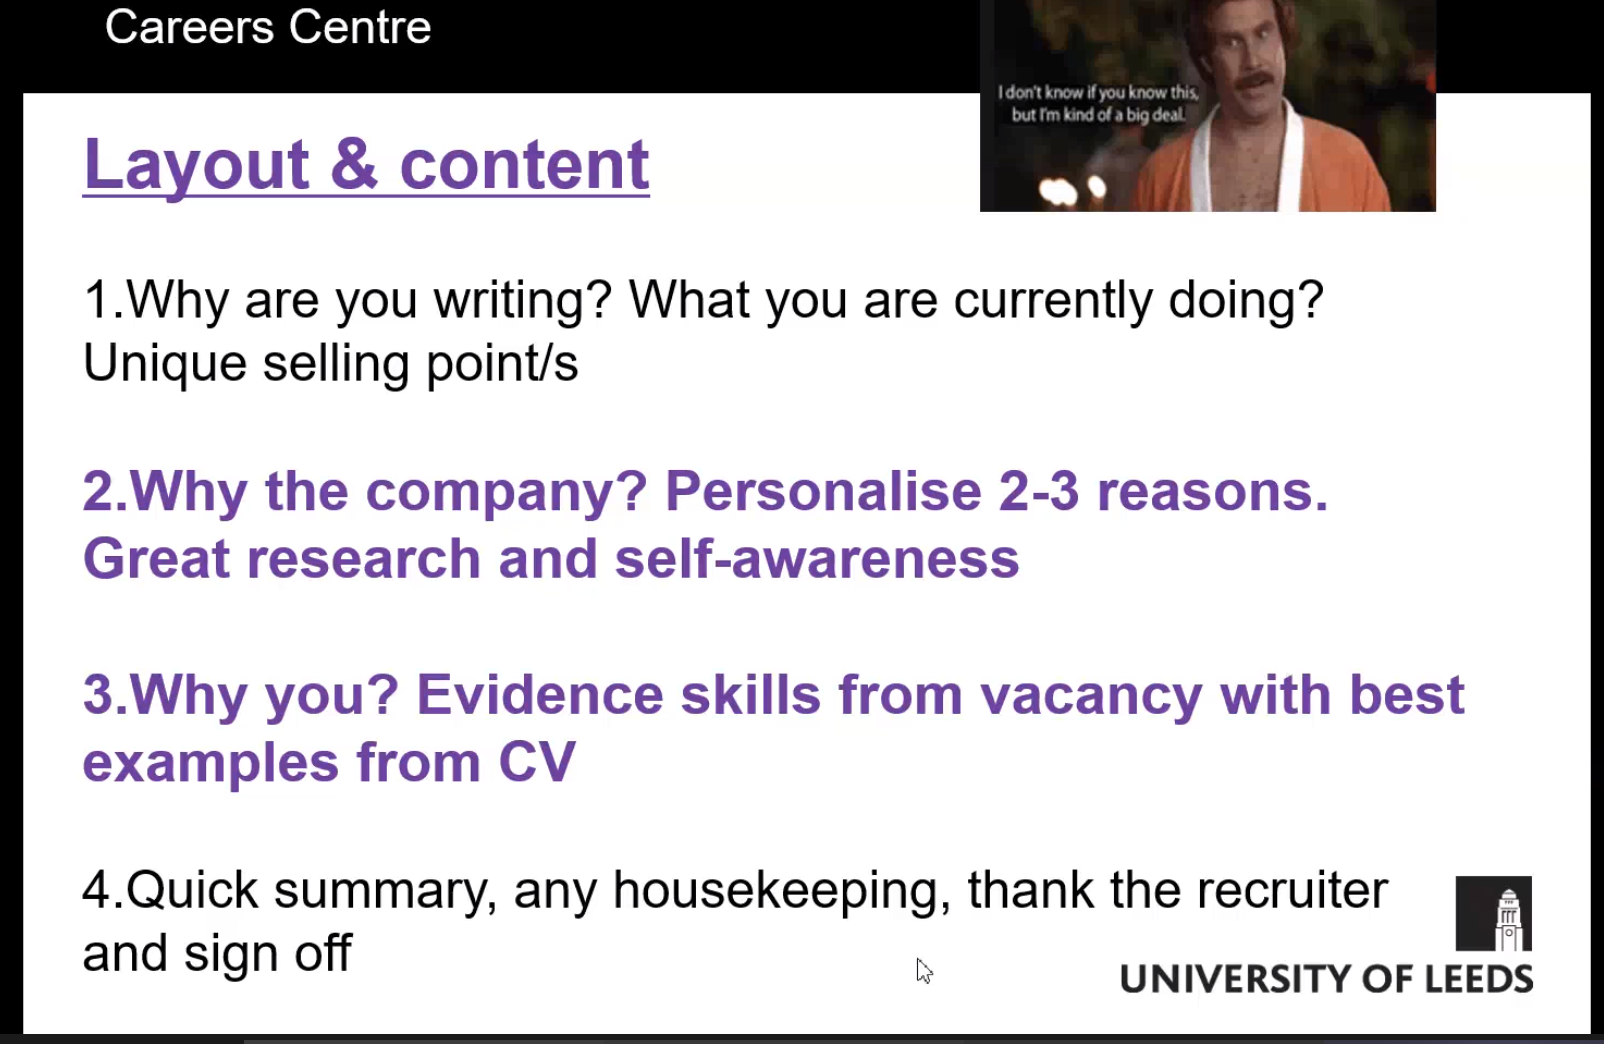 Careers Centre
I don't know if you know this,
but I'm kind of a big deal.
Layout & content
1.Why are you writing? What you are currently doing?
Unique selling point/s
2.Why the company? Personalise 2-3 reasons.
Great research and self-awareness
3.Why you? Evidence skills from vacancy with best
examples from CV
4.Quick summary, any housekeeping, thank the recruiter
and sign off
UNIVERSITY OF LEEDS